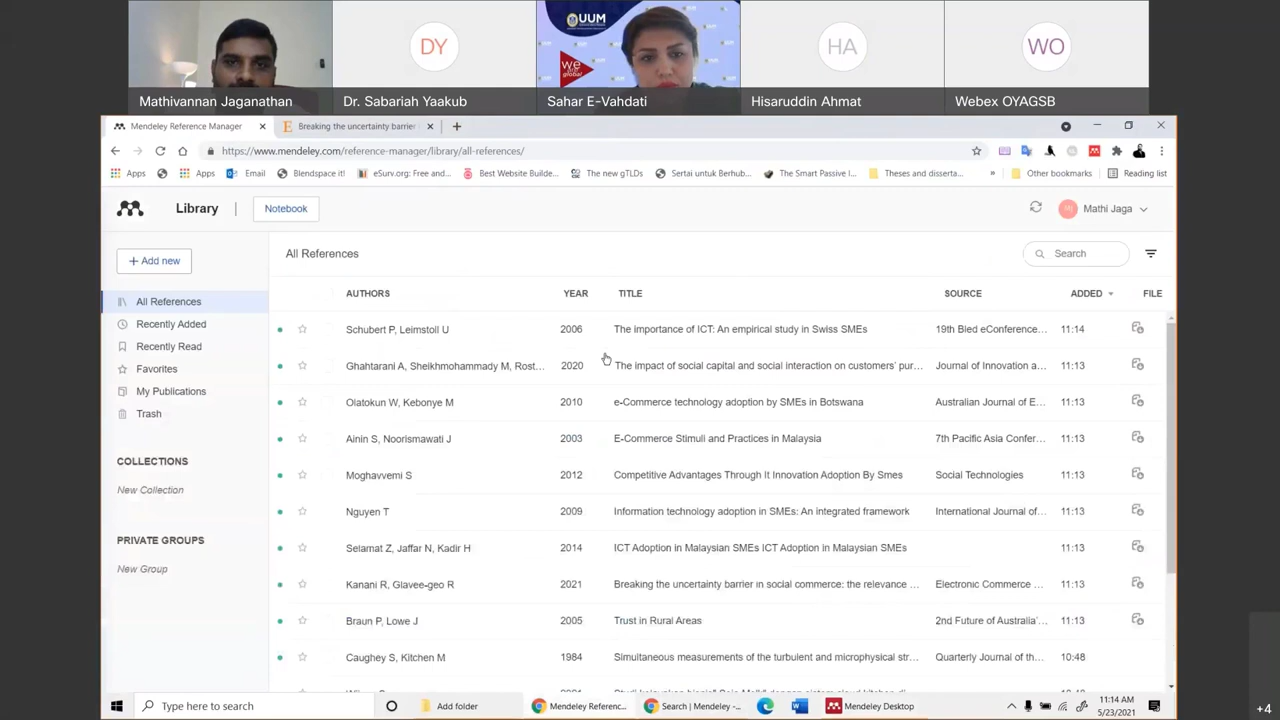 DY
UUM
we
are
global
HA
WO
Mathivannan Jaganathan
Dr. Sabariah Yaakub
Sahar E-Vahdati
Hisaruddin Ahmat
Webex OYAGSB
Mendeley Reference Manager
Breaking the uncertainty barrier
https://www.mendeley.com/reference-manager/library/all-references/
Apps
Apps
Email
Blendspace it!
eSurv.org: Free and...
Best Website Builde...
The new gTLDs
Sertai untuk Berhub...
The Smart Passive I...
Theses and disserta...
»
Other bookmarks
Reading list
Library
Notebook
Mathi Jaga
+ Add new
All References
Recently Added
Recently Read
Favorites
My Publications
Trash
COLLECTIONS
New Collection
PRIVATE GROUPS
New Group
All References
Search
AUTHORS YEAR TITLE SOURCE ADDED FILE
Schubert P, Leimstoll U 2006 The importance of ICT: An empirical study in Swiss SMEs 19th Bled eConference... 11:14
Ghahtarani A, Sheikhmohammady M, Rost... 2020 The impact of social capital and social interaction on customers' pur... Journal of Innovation a... 11:13
Olatokun W, Kebonye M 2010 e-Commerce technology adoption by SMEs in Botswana Australian Journal of E... 11:13
Ainin S, Noorismawati J 2003 E-Commerce Stimuli and Practices in Malaysia 7th Pacific Asia Confer... 11:13
Moghavvemi S 2012 Competitive Advantages Through It Innovation Adoption By Smes Social Technologies 11:13
Nguyen T 2009 Information technology adoption in SMEs: An integrated framework International Journal of... 11:13
Selamat Z, Jaffar N, Kadir H 2014 ICT Adoption in Malaysian SMEs ICT Adoption in Malaysian SMEs 11:13
Kanani R, Glavee-geo R 2021 Breaking the uncertainty barrier in social commerce: the relevance ... Electronic Commerce ... 11:13
Braun P, Lowe J 2005 Trust in Rural Areas 2nd Future of Australia'... 11:13
Caughey S, Kitchen M 1984 Simultaneous measurements of the turbulent and microphysical str... Quarterly Journal of th... 10:48
Type here to search
Add folder
Mendeley Referenc...
Search | Mendeley -...
Mendeley Desktop
11:14 AM
5/23/2021
+4